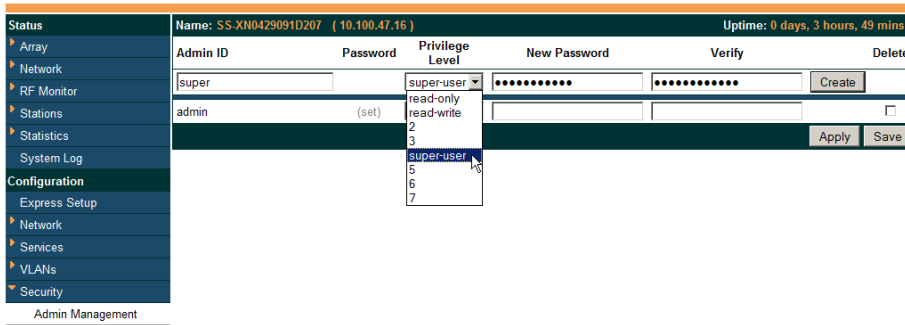 Status
Name: SS-XN0429091D207 ( 10.100.47.16 ) Uptime: 0 days, 3 hours, 49 mins
Array
Network
RF Monitor
Stations
Statistics
System Log
Configuration
Express Setup
Network
Services
VLANs
Security
Admin Management
Admin ID Password Privilege Level New Password Verify Delete
super super-user ●●●●●●●●●●● ●●●●●●●●●●●● Create
read-only
read-write
2
3
super-user
5
6
7
admin (set)
Apply Save